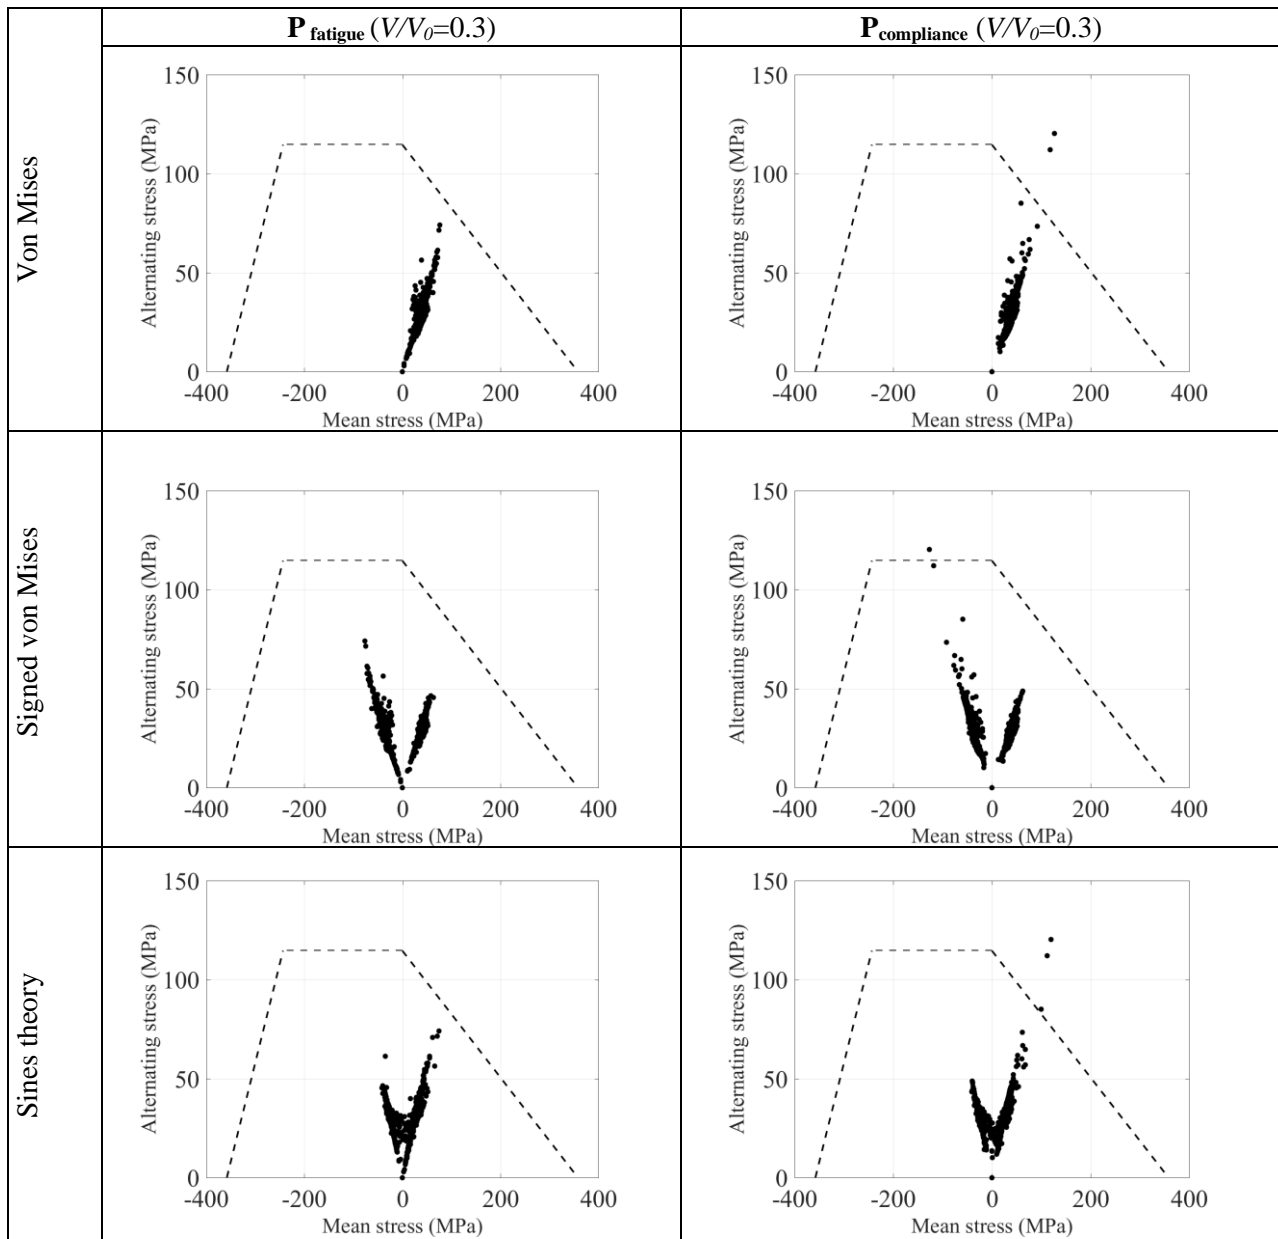 P fatigue (V/V0=0.3)
Pcompliance (V/V0=0.3)
Von Mises
150
100
50
0
-400 -200 0 200 400
Alternating stress (MPa)
Mean stress (MPa)
150
100
50
0
-400 -200 0 200 400
Alternating stress (MPa)
Mean stress (MPa)
Signed von Mises
150
100
50
0
-400 -200 0 200 400
Alternating stress (MPa)
Mean stress (MPa)
150
100
50
0
-400 -200 0 200 400
Alternating stress (MPa)
Mean stress (MPa)
Sines theory
150
100
50
0
-400 -200 0 200 400
Alternating stress (MPa)
Mean stress (MPa)
150
100
50
0
-400 -200 0 200 400
Alternating stress (MPa)
Mean stress (MPa)